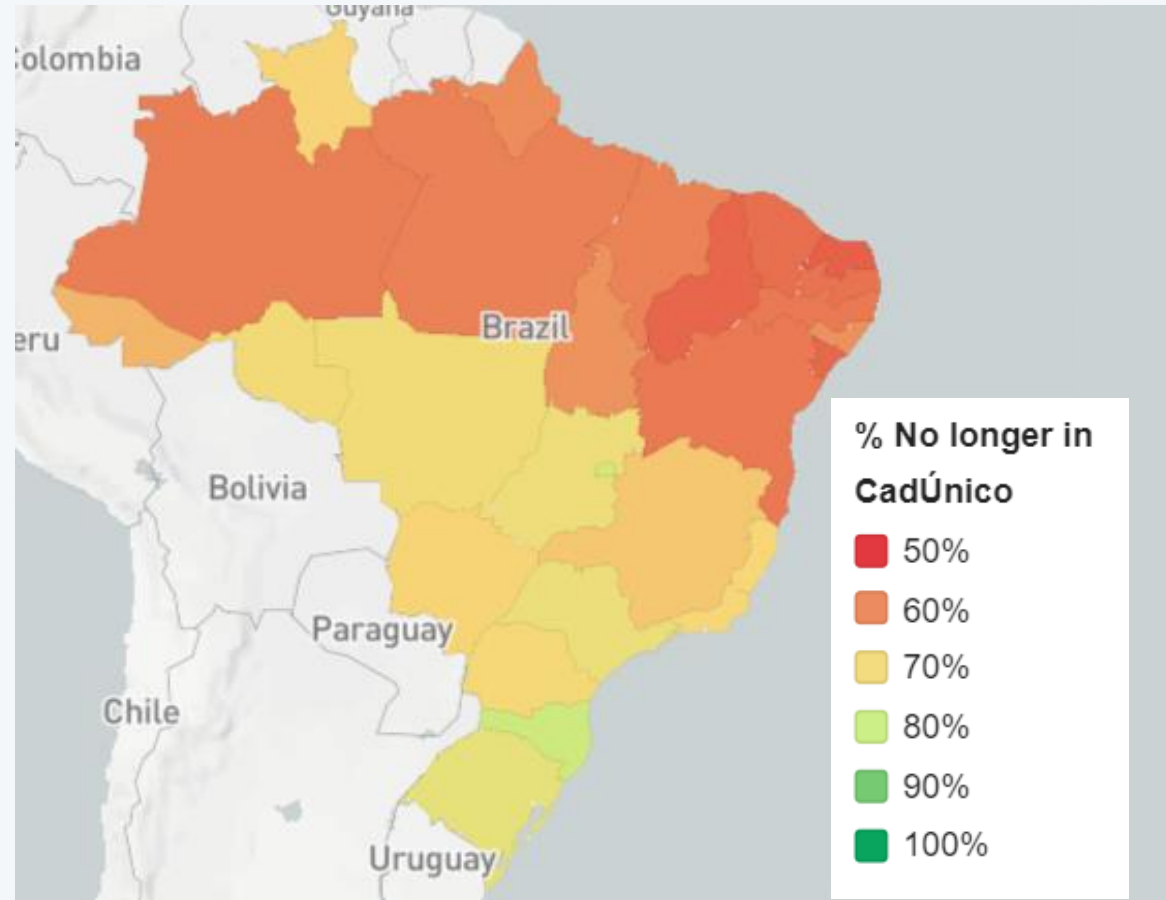 Guyana
Colombia
Brazil
eru
Bolivia
Paraguay
Chile
Uruguay
% No longer in
CadÚnico
50%
60%
70%
80%
90%
100%